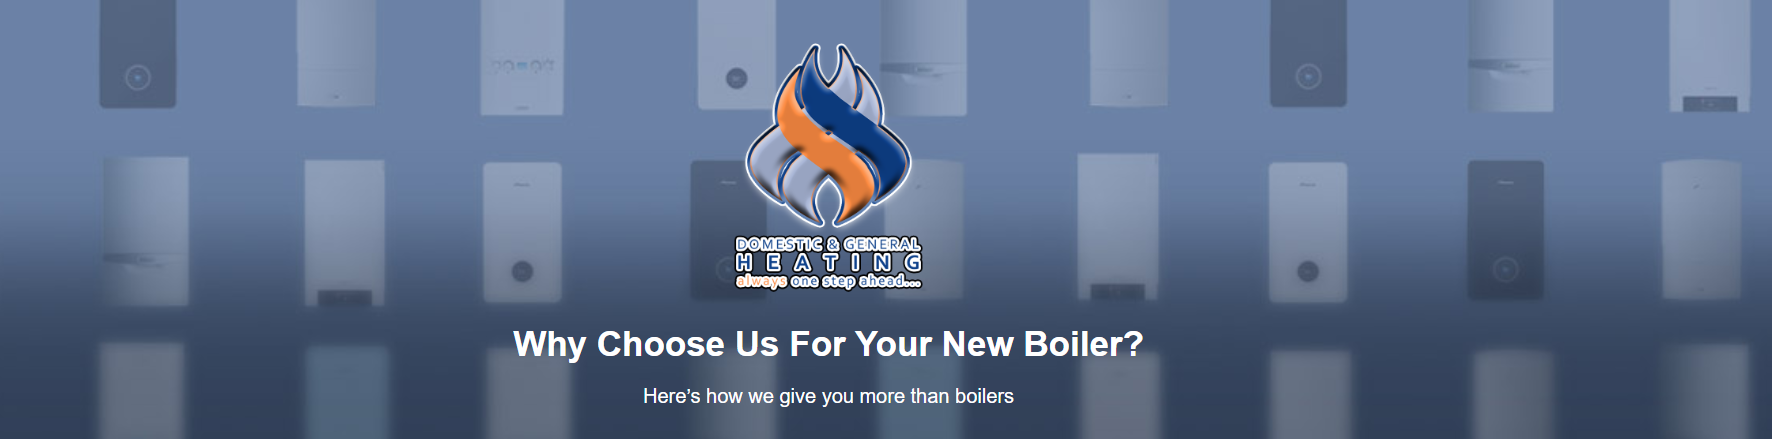 DOMESTIC & GENERAL
HEATING
always one step ahead...
Why Choose Us For Your New Boiler?
Here’s how we give you more than boilers